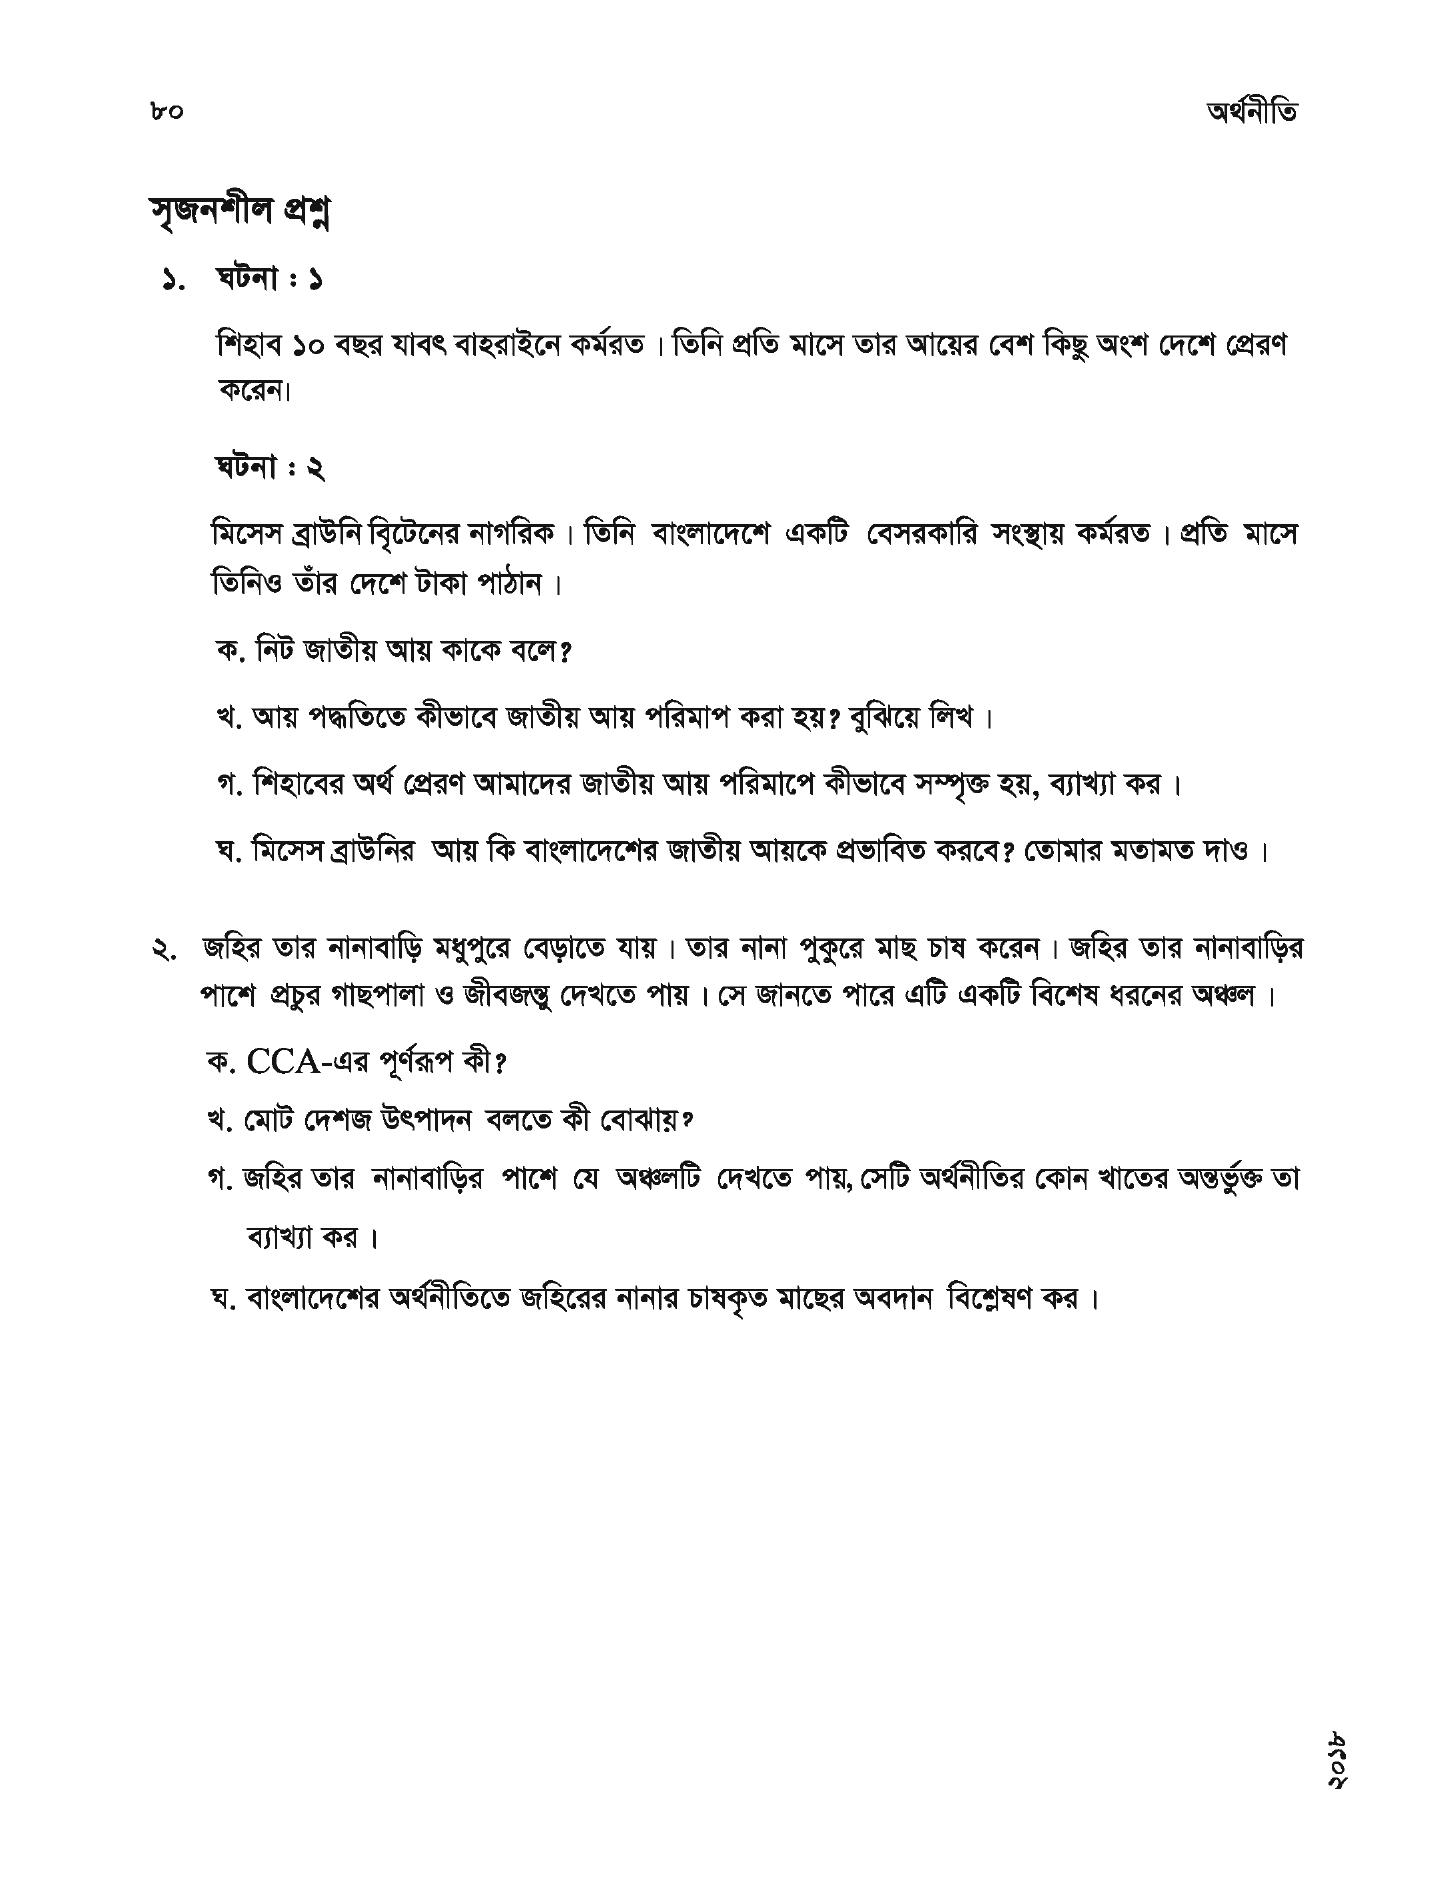 ৮০ অর্থনীতি
সৃজনশীল প্রশ্ন
১. ঘটনা : ১
শিহাব ১০ বছর যাবৎ বাহরাইনে কর্মরত। তিনি প্রতি মাসে তার আয়ের বেশ কিছু অংশ দেশে প্রেরণ
করেন।
ঘটনা : ২
মিসেস ব্রাউনি বৃিটেনের নাগরিক। তিনি বাংলাদেশে একটি বেসরকারি সংস্থায় কর্মরত। প্রতি মাসে
তিনিও তাঁর দেশে টাকা পাঠান।
ক. নিট জাতীয় আয় কাকে বলে?
খ. আয় পদ্ধতিতে কীভাবে জাতীয় আয় পরিমাপ করা হয়? বুঝিয়ে লিখ।
গ. শিহাবের অর্থ প্রেরণ আমাদের জাতীয় আয় পরিমাপে কীভাবে সম্পৃক্ত হয়, ব্যাখ্যা কর।
ঘ. মিসেস ব্রাউনির আয় কি বাংলাদেশের জাতীয় আয়কে প্রভাবিত করবে? তোমার মতামত দাও।
২. জহির তার নানাবাড়ি মধুপুরে বেড়াতে যায়। তার নানা পুকুরে মাছ চাষ করেন। জহির তার নানাবাড়ির
পাশে প্রচুর গাছপালা ও জীবজন্তু দেখতে পায়। সে জানতে পারে এটি একটি বিশেষ ধরনের অঞ্চল।
ক. CCA-এর পূর্ণরূপ কী?
খ. মোট দেশজ উৎপাদন বলতে কী বোঝায়?
গ. জহির তার নানাবাড়ির পাশে যে অঞ্চলটি দেখতে পায়, সেটি অর্থনীতির কোন খাতের অন্তর্ভুক্ত তা
ব্যাখ্যা কর।
ঘ. বাংলাদেশের অর্থনীতিতে জহিরের নানার চাষকৃত মাছের অবদান বিশ্লেষণ কর।
২০১৮